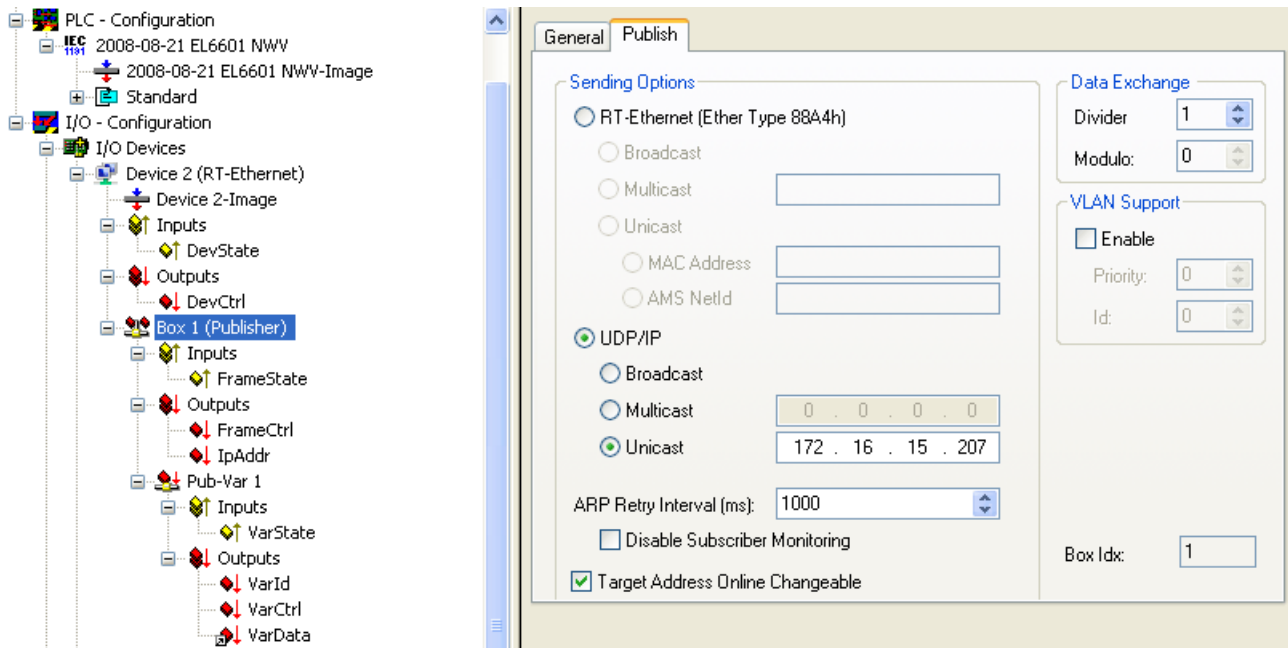 PLC - Configuration
IEC
1131
2008-08-21 EL6601 NWV
2008-08-21 EL6601 NWV-Image
Standard
I/O - Configuration
I/O Devices
Device 2 (RT-Ethernet)
Device 2-Image
Inputs
DevState
Outputs
DevCtrl
Box 1 (Publisher)
Inputs
FrameState
Outputs
FrameCtrl
IpAddr
Pub-Var 1
Inputs
VarState
Outputs
VarId
VarCtrl
VarData
General Publish
Sending Options
RT-Ethernet (Ether Type 88A4h)
Broadcast
Multicast
Unicast
MAC Address
AMS NetId
UDP/IP
Broadcast
Multicast 0 . 0 . 0 . 0
Unicast 172 . 16 . 15 . 207
ARP Retry Interval (ms): 1000
Disable Subscriber Monitoring
Target Address Online Changeable
Data Exchange
Divider 1
Modulo: 0
VLAN Support
Enable
Priority: 0
Id: 0
Box Idx: 1